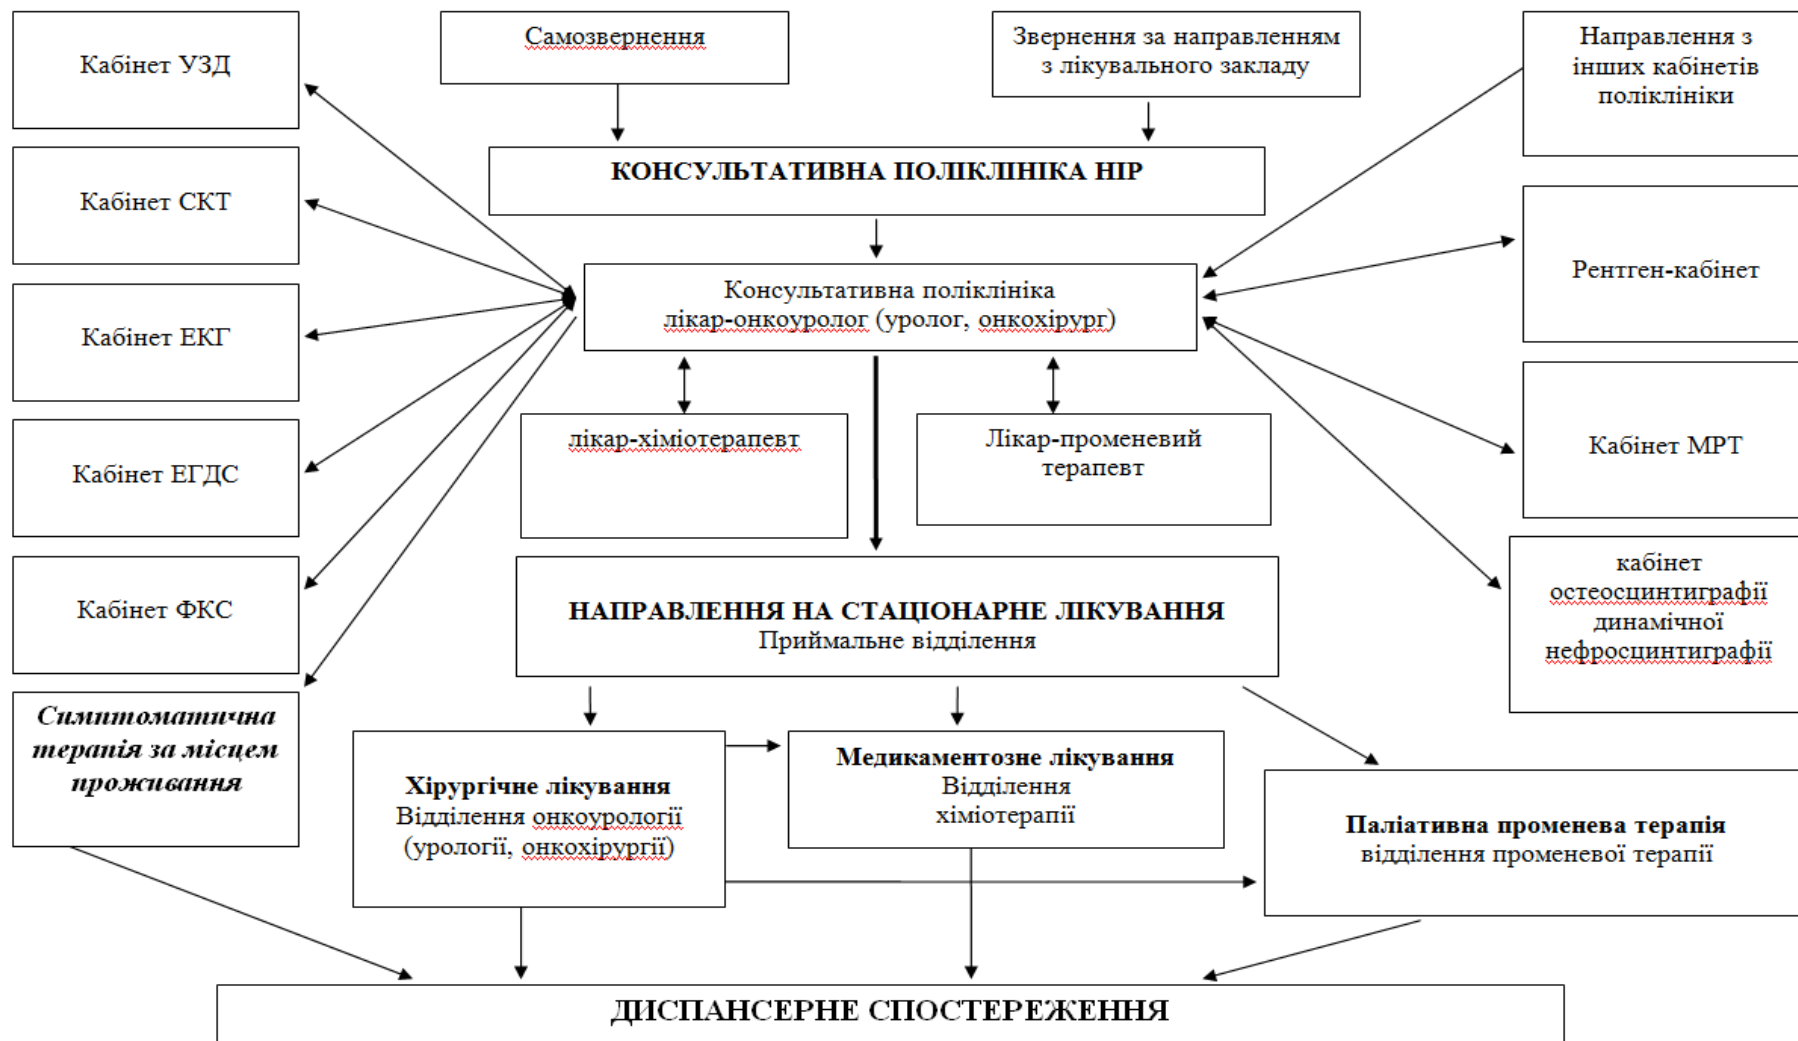 Кабінет УЗД
Самозвернення
Звернення за направленням
з лікувального закладу
Направлення з
інших кабінетів
поліклініки
КОНСУЛЬТАТИВНА ПОЛІКЛІНІКА НІР
Кабінет СКТ
Рентген-кабінет
Консультативна поліклініка
лікар-онкоуролог (уролог, онкохірург)
Кабінет ЕКГ
лікар-хіміотерапевт
Лікар-променевий
терапевт
Кабінет МРТ
Кабінет ЕГДС
кабінет
остеосцинтиграфії
динамічної
нефросцинтиграфії
Кабінет ФКС
НАПРАВЛЕННЯ НА СТАЦІОНАРНЕ ЛІКУВАННЯ
Приймальне відділення
Симптоматична
терапія за місцем
проживання
Хірургічне лікування
Відділення онкоурології
(урології, онкохірургії)
Медикаментозне лікування
Відділення
хіміотерапії
Паліативна променева терапія
відділення променевої терапії
ДИСПАНСЕРНЕ СПОСТЕРЕЖЕННЯ